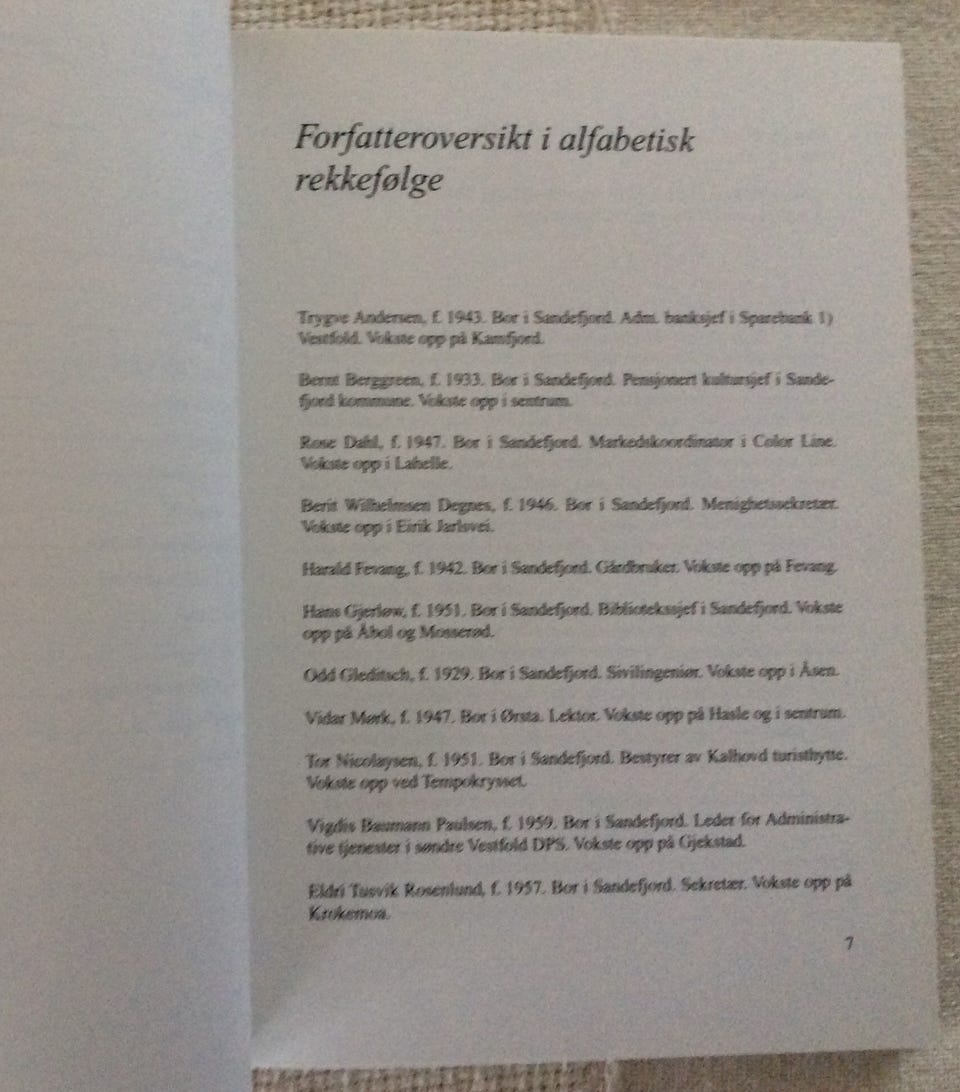 Forfatteroversikt i alfabetisk
rekkefølge
Trygve Andersen, f. 1943. Bor i Sandefjord. Adm. banksjef i Sparebank 1)
Vestfold. Vokste opp på Kamfjord.
Bernt Berggreen, f. 1933. Bor i Sandefjord. Pensjonert kultursjef i Sande-
fjord kommune. Vokste opp i sentrum.
Rose Dahl, f. 1947. Bor i Sandefjord. Markedskoordinator i Color Line.
Vokste opp i Lahelle.
Berit Wilhelmsen Degnes, f. 1946. Bor i Sandefjord. Menighetssekretær.
Vokste opp i Eirik Jarlsvei.
Harald Fevang, f. 1942. Bor i Sandefjord. Gårdbruker. Vokste opp på Fevang.
Hans Gjerløw, f. 1951. Bor i Sandefjord. Bibliotekssjef i Sandefjord. Vokste
opp på Åbol og Mosserød.
Odd Gleditsch, f. 1929. Bor i Sandefjord. Sivilingeniør. Vokste opp i Åsen.
Vidar Mørk, f. 1947. Bor i Ørsta. Lektor. Vokste opp på Hasle og i sentrum.
Tor Nicolaysen, f. 1951. Bor i Sandefjord. Bestyrer av Kalhovd turisthytte.
Vokste opp ved Tempokrysset.
Vigdis Baumann Paulsen, f. 1959. Bor i Sandefjord. Leder for Administra-
tive tjenester i søndre Vestfold DPS. Vokste opp på Gjekstad.
Eldri Tusvik Rosenlund, f. 1957. Bor i Sandefjord. Sekretær. Vokste opp på
Krokemoa.
7